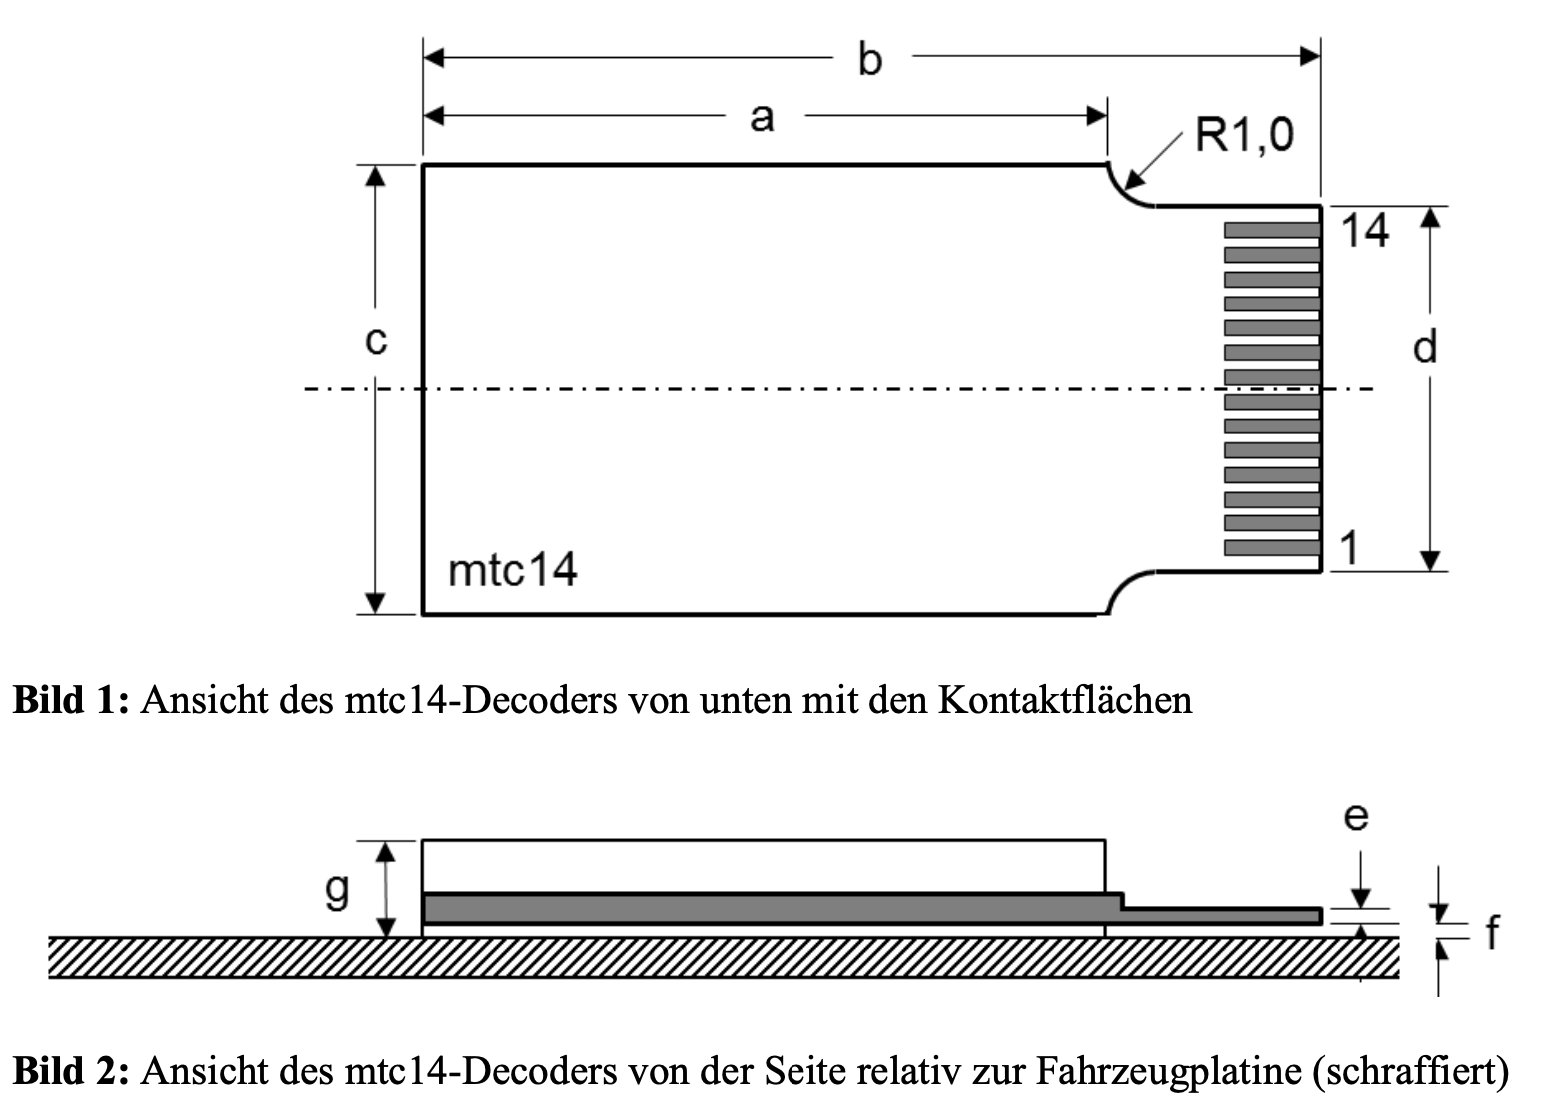 b
a
R1,0
14
c
d
1
mtc14
Bild 1: Ansicht des mtc14-Decoders von unten mit den Kontaktflächen
e
g
f
Bild 2: Ansicht des mtc14-Decoders von der Seite relativ zur Fahrzeugplatine (schraffiert)